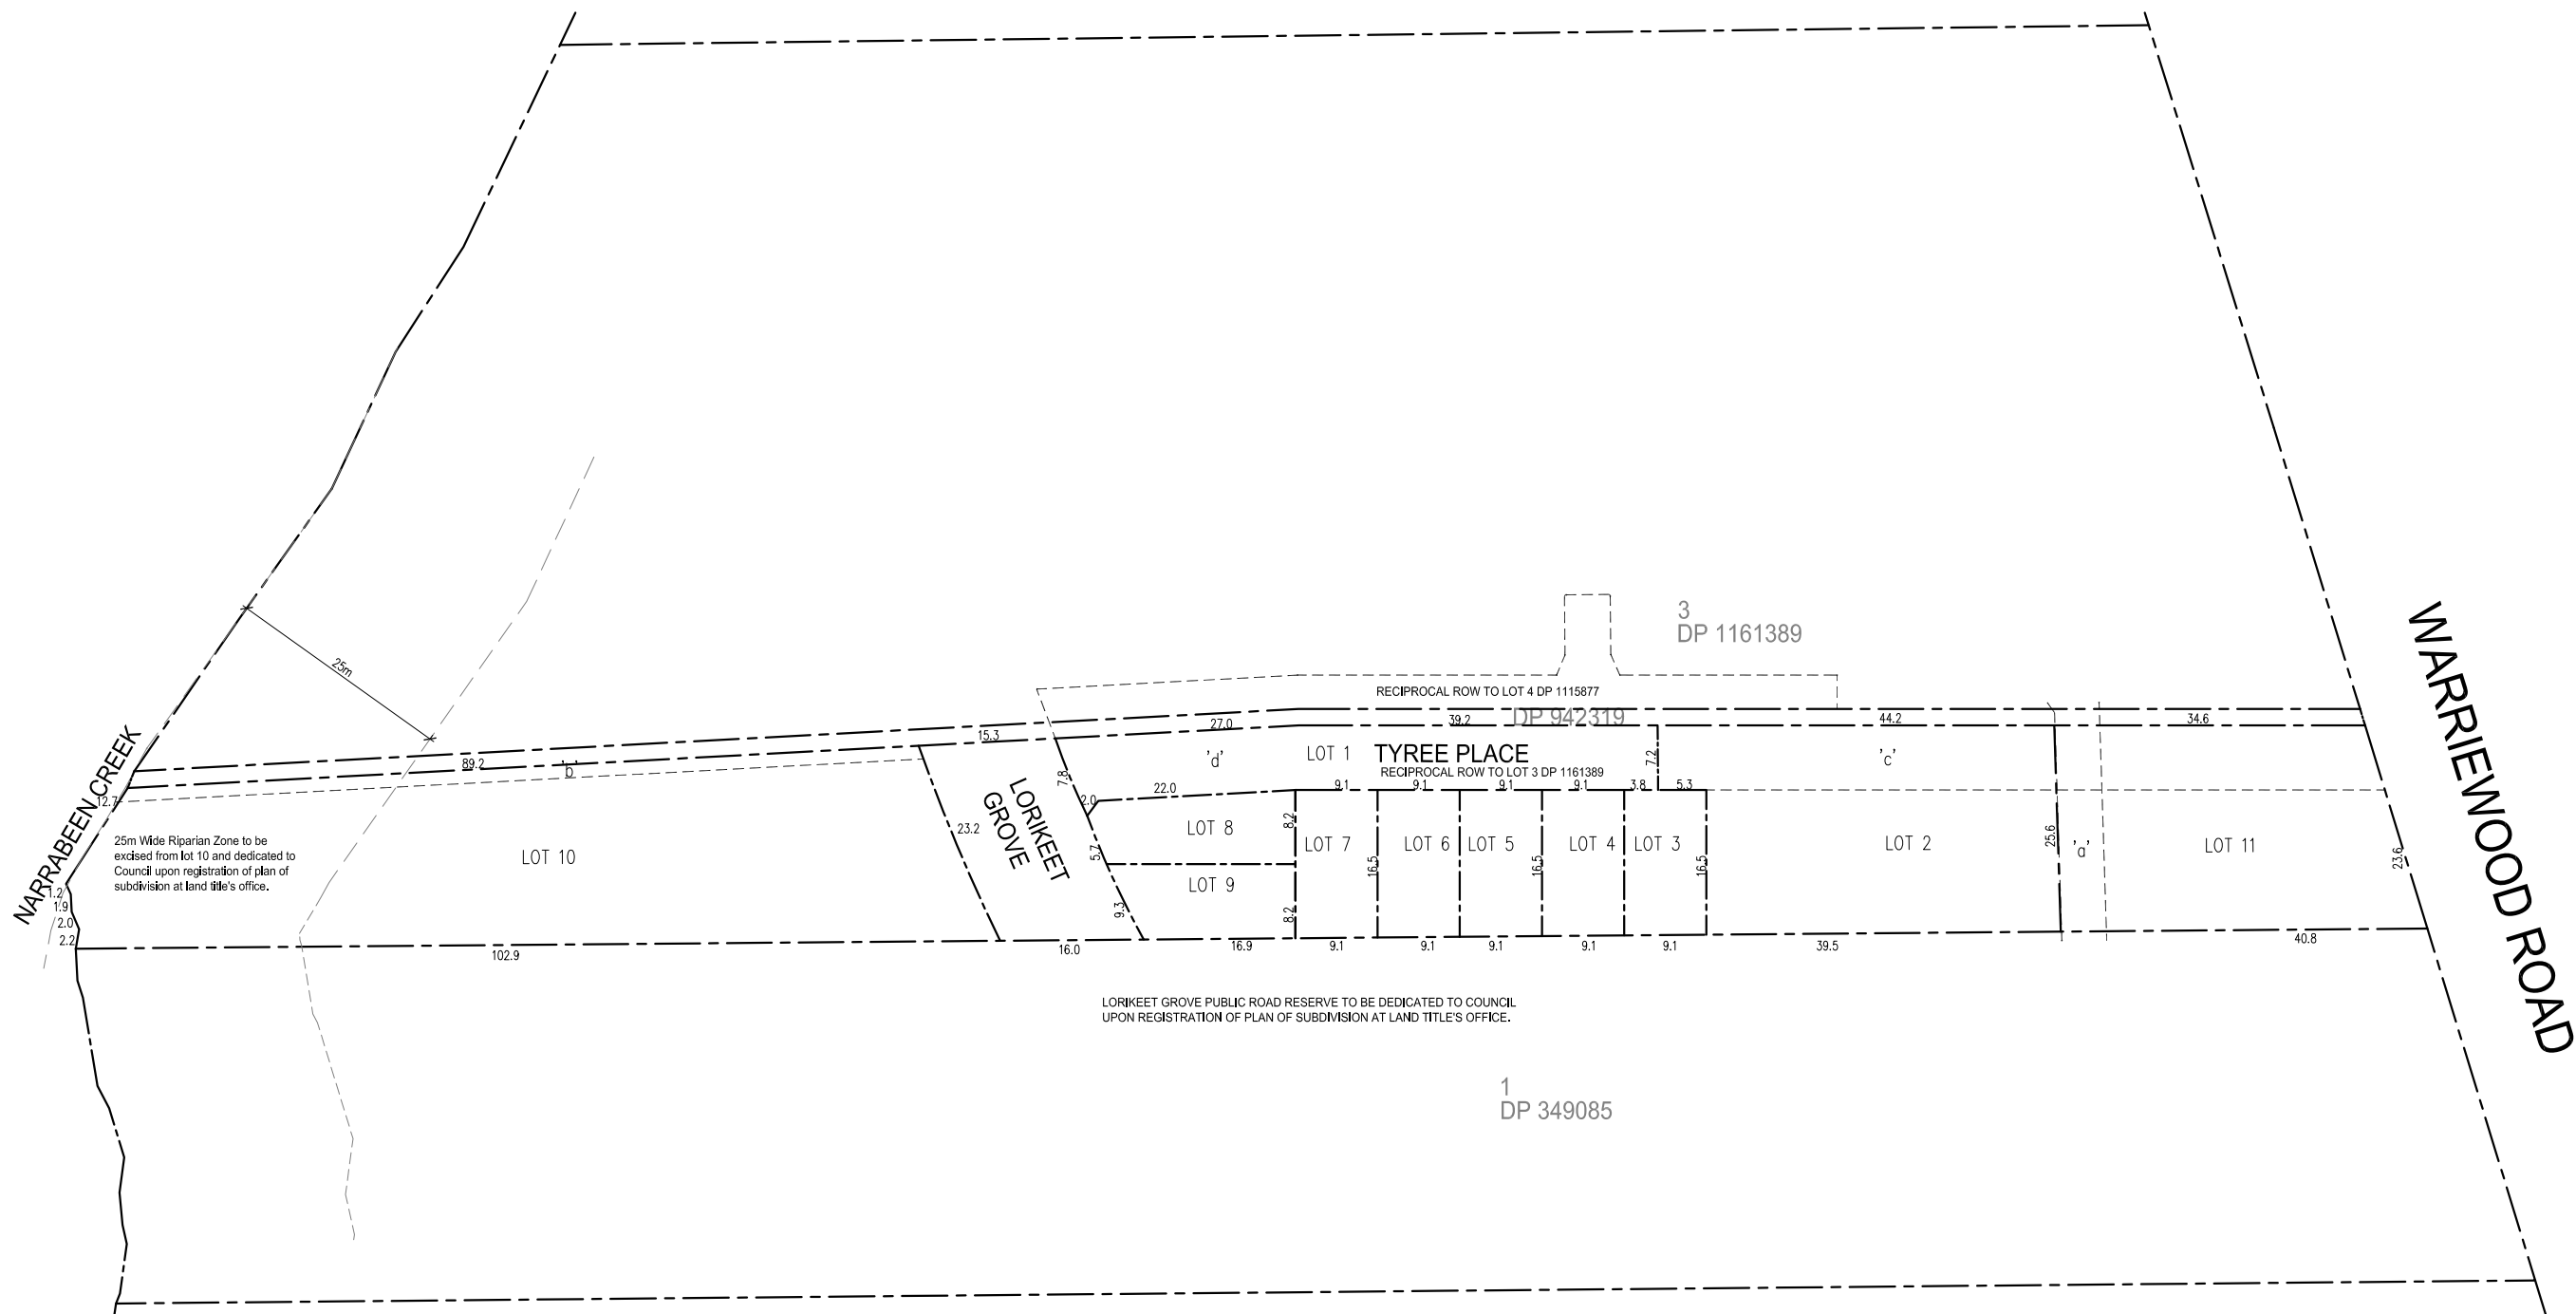 3
DP 1161389
WARRIEWOOD ROAD
25m
RECIPROCAL ROW TO LOT 4 DP 1115877
DP 942319
27.0
39.2
44.2
34.6
15.3
89.2
'b'
'd'
LOT 1
TYREE PLACE
RECIPROCAL ROW TO LOT 3 DP 1161389
7.2
'c'
NARRABEEN CREEK
12.7
7.8
22.0
2.0
9.1
9.1
9.1
9.1
3.8
5.3
LORIKEET
GROVE
23.2
25m Wide Riparian Zone to be
excised from lot 10 and dedicated to
Council upon registration of plan of
subdivision at land title's office.
LOT 10
LOT 8
8.2
5.7
LOT 7
16.5
LOT 6
LOT 5
16.5
LOT 4
LOT 3
16.5
LOT 2
25.6
'a'
LOT 11
23.6
LOT 9
9.3
8.2
1.2
1.9
2.0
2.2
102.9
16.0
16.9
9.1
9.1
9.1
9.1
9.1
39.5
40.8
LORIKEET GROVE PUBLIC ROAD RESERVE TO BE DEDICATED TO COUNCIL
UPON REGISTRATION OF PLAN OF SUBDIVISION AT LAND TITLE'S OFFICE.
1
DP 349085